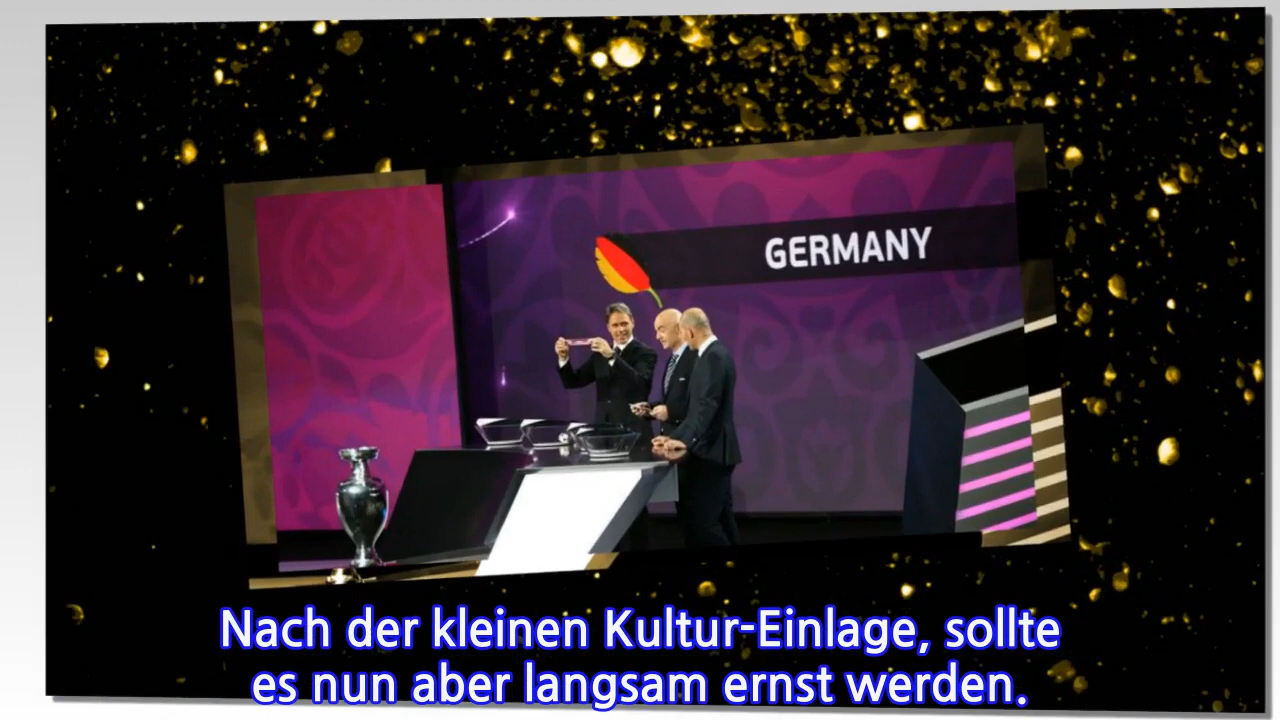 GERMANY
Nach der kleinen Kultur-Einlage, sollte
es nun aber langsam ernst werden.